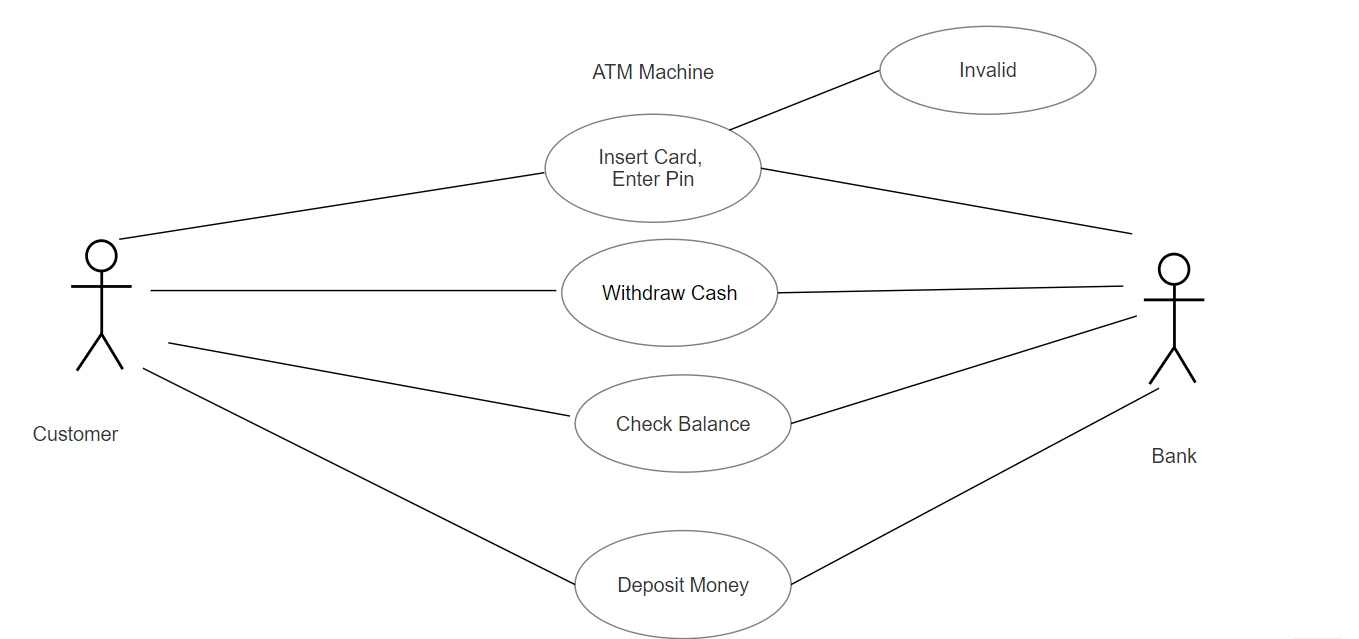 ATM Machine
Invalid
Insert Card,
Enter Pin
Withdraw Cash
Check Balance
Customer
Bank
Deposit Money